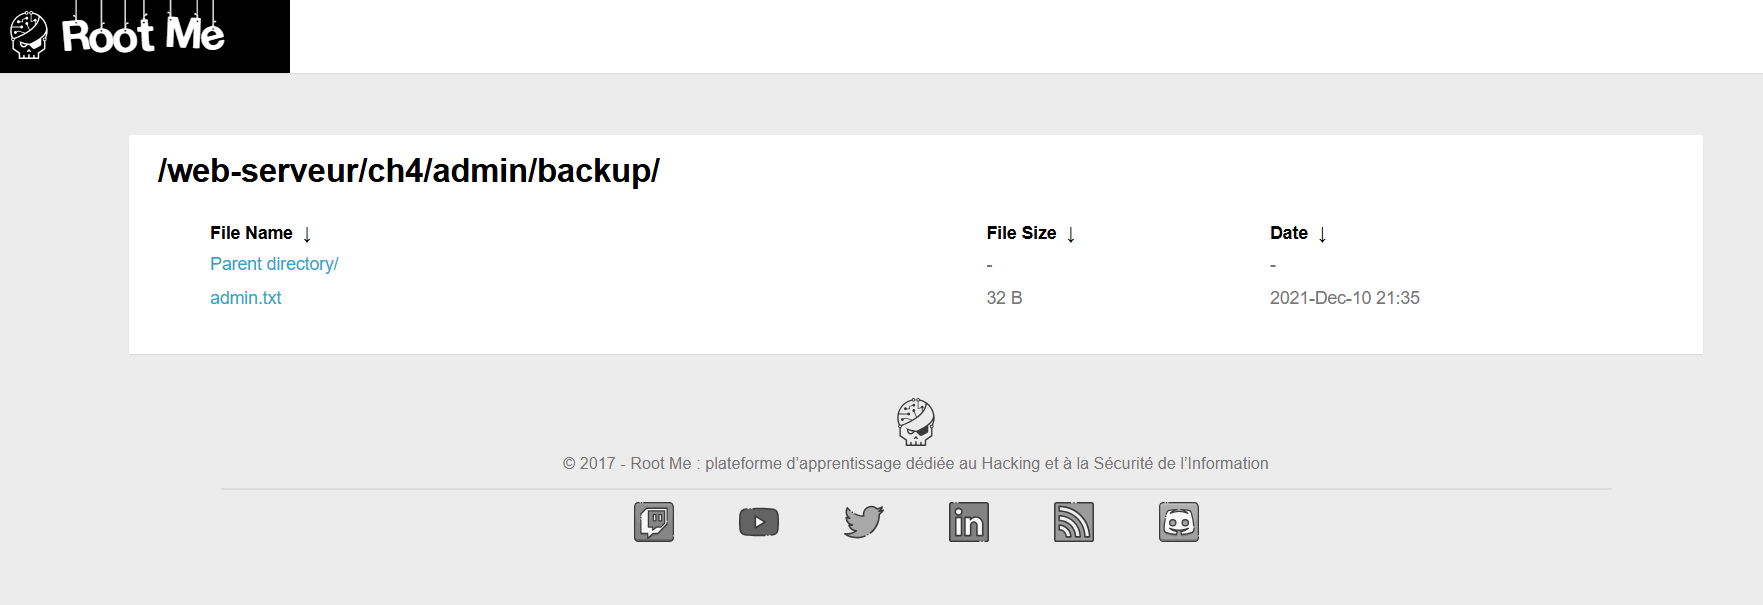 Root Me
/web-serveur/ch4/admin/backup/
File Name ↓ File Size ↓ Date ↓
Parent directory/ - -
admin.txt 32 B 2021-Dec-10 21:35
© 2017 - Root Me : plateforme d’apprentissage dédiée au Hacking et à la Sécurité de l’Information
in